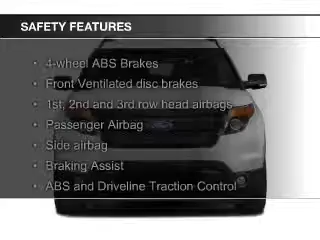 SAFETY FEATURES
• 4-wheel ABS Brakes
• Front Ventilated disc brakes
• 1st, 2nd and 3rd row head airbags
• Passenger Airbag
• Side airbag
• Braking Assist
• ABS and Driveline Traction Control